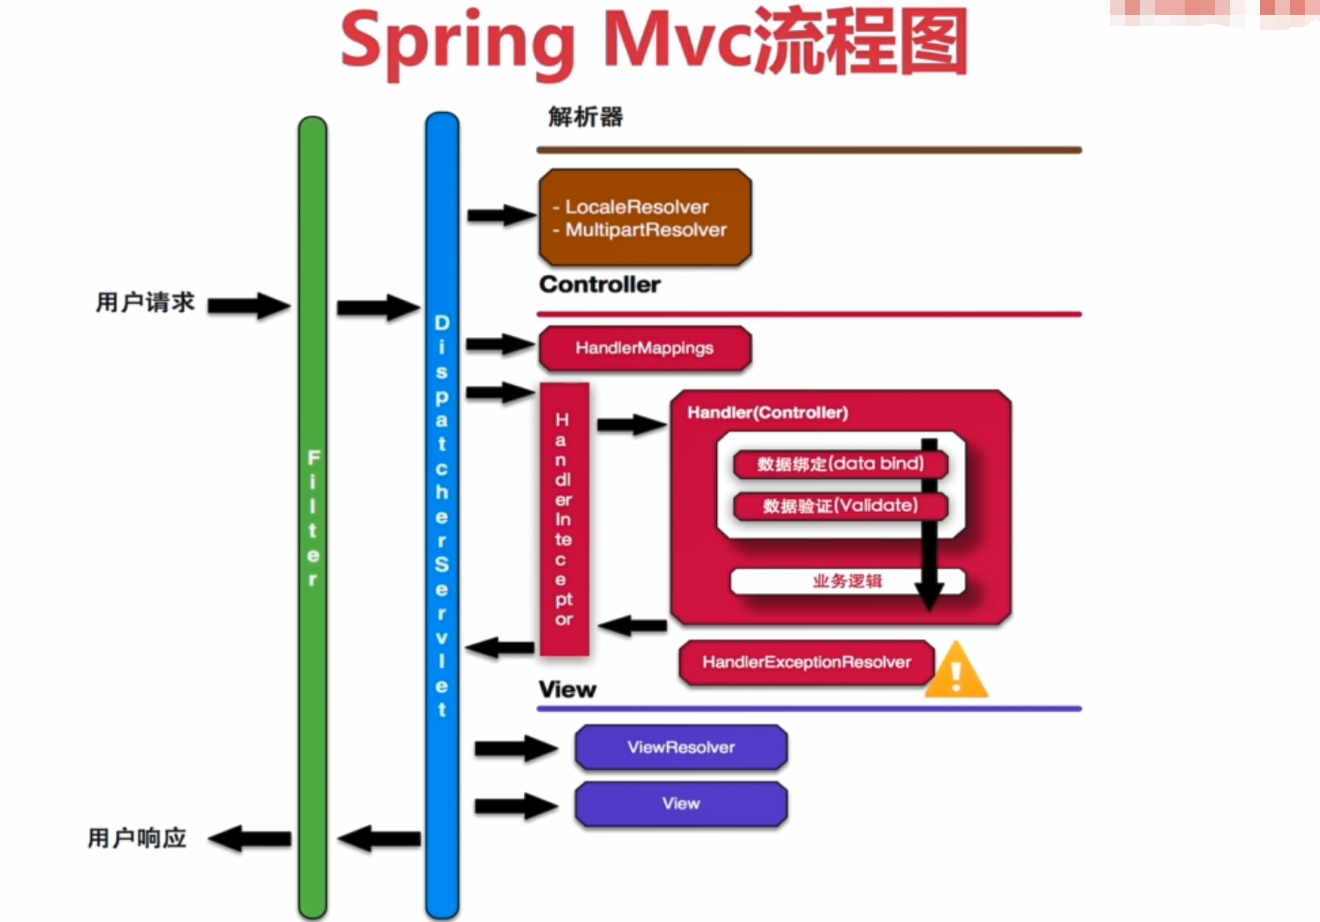 Spring Mvc流程图
解析器
- LocaleResolver
- MultipartResolver
Controller
用户请求
HandlerMappings
Filter
DispatcherServlet
HandlerInteceptor
Handler(Controller)
数据绑定(data bind)
数据验证(Validate)
业务逻辑
HandlerExceptionResolver
View
ViewResolver
View
用户响应